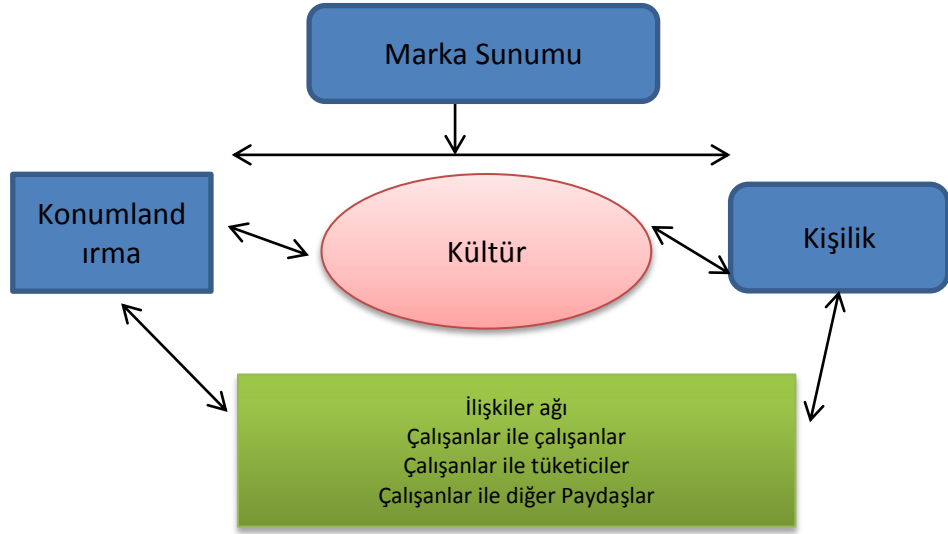 Marka Sunumu
Konumland
ırma
Kültür
Kişilik
İlişkiler ağı
Çalışanlar ile çalışanlar
Çalışanlar ile tüketiciler
Çalışanlar ile diğer Paydaşlar